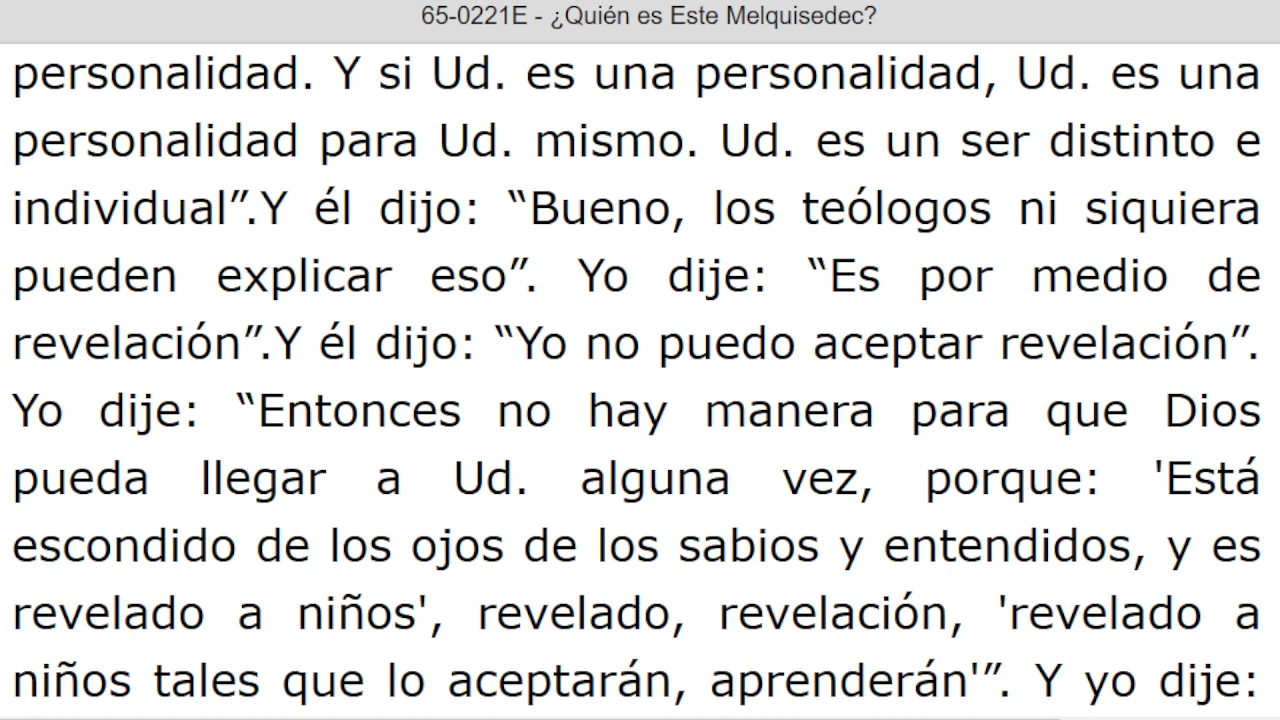 65-0221E - ¿Quién es Este Melquisedec?
personalidad. Y si Ud. es una personalidad, Ud. es una
personalidad para Ud. mismo. Ud. es un ser distinto e
individual”.Y él dijo: “Bueno, los teólogos ni siquiera
pueden explicar eso”. Yo dije: “Es por medio de
revelación”.Y él dijo: “Yo no puedo aceptar revelación”.
Yo dije: “Entonces no hay manera para que Dios
pueda llegar a Ud. alguna vez, porque: 'Está
escondido de los ojos de los sabios y entendidos, y es
revelado a niños', revelado, revelación, 'revelado a
niños tales que lo aceptarán, aprenderán'”. Y yo dije: